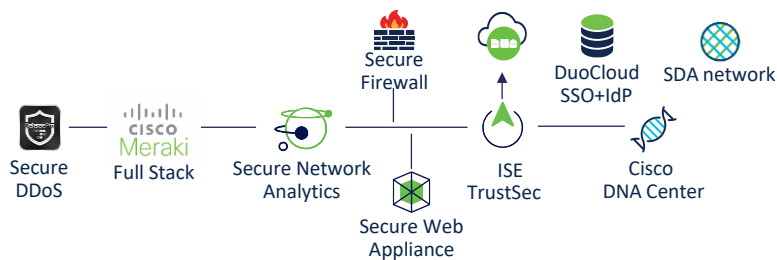 Secure
Firewall
DuoCloud
SSO+IdP
SDA network
Secure
DDoS
CISCO
Meraki
Full Stack
Secure Network
Analytics
ISE
TrustSec
Cisco
DNA Center
Secure Web
Appliance